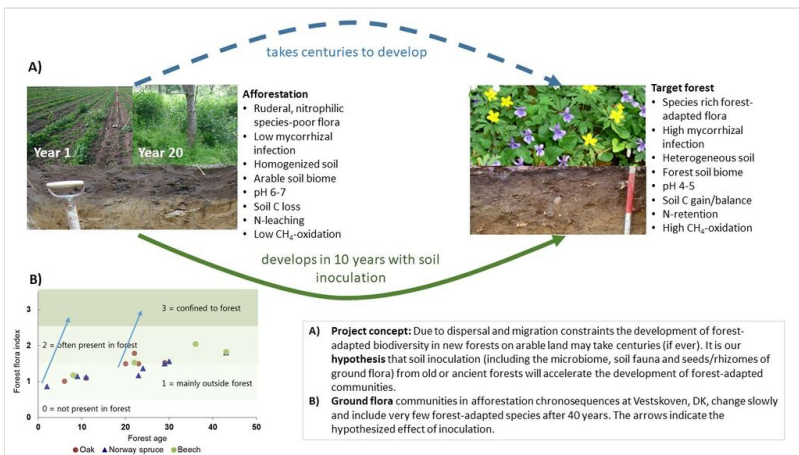 takes centuries to develop
A)
Year 1
Year 20
Afforestation
• Ruderal, nitrophilic
species-poor flora
• Low mycorrhizal
infection
• Homogenized soil
• Arable soil biome
• pH 6-7
• Soil C loss
• N-leaching
• Low CH₄-oxidation
Target forest
• Species rich forest-
adapted flora
• High mycorrhizal
infection
• Heterogeneous soil
• Forest soil biome
• pH 4-5
• Soil C gain/balance
• N-retention
• High CH₄-oxidation
develops in 10 years with soil
inoculation
B)
Forest flora index
3
2
1
0
3 = confined to forest
2 = often present in forest
1 = mainly outside forest
0 = not present in forest
0 10 20 30 40 50
Forest age
Oak Norway spruce Beech
A) Project concept: Due to dispersal and migration constraints the development of forest-
adapted biodiversity in new forests on arable land may take centuries (if ever). It is our
hypothesis that soil inoculation (including the microbiome, soil fauna and seeds/rhizomes of
ground flora) from old or ancient forests will accelerate the development of forest-adapted
communities.
B) Ground flora communities in afforestation chronosequences at Vestskoven, DK, change slowly
and include very few forest-adapted species after 40 years. The arrows indicate the
hypothesized effect of inoculation.